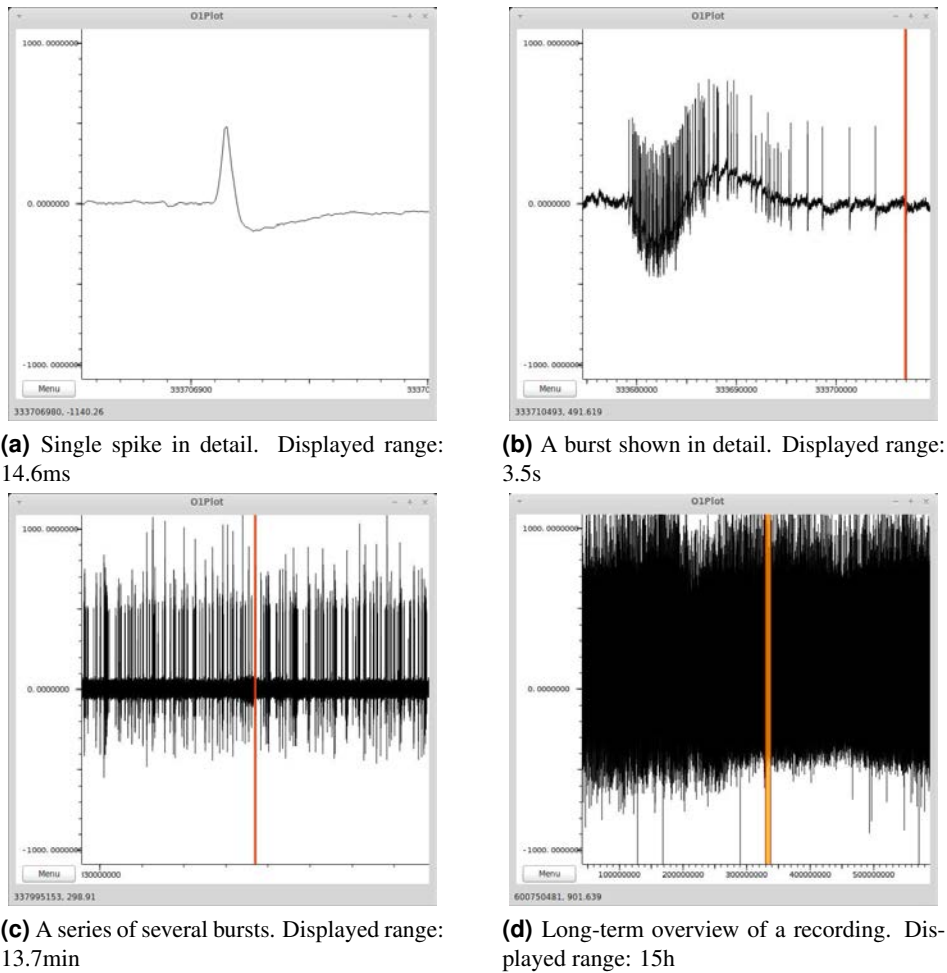 O1Plot
1000.0000000
0.0000000
-1000.0000000
333706900
Menu
333706980, -1140.26
(a) Single spike in detail. Displayed range:
14.6ms
O1Plot
1000.0000000
0.0000000
-1000.0000000
333680000 333690000 333700000
Menu
333710493, 491.619
(b) A burst shown in detail. Displayed range:
3.5s
O1Plot
1000.0000000
0.0000000
-1000.0000000
Menu
337995153, 298.91
(c) A series of several bursts. Displayed range:
13.7min
O1Plot
1000.0000000
0.0000000
-1000.0000000
100000000 200000000 300000000 400000000 500000000
Menu
600750481, 901.639
(d) Long-term overview of a recording. Dis-
played range: 15h